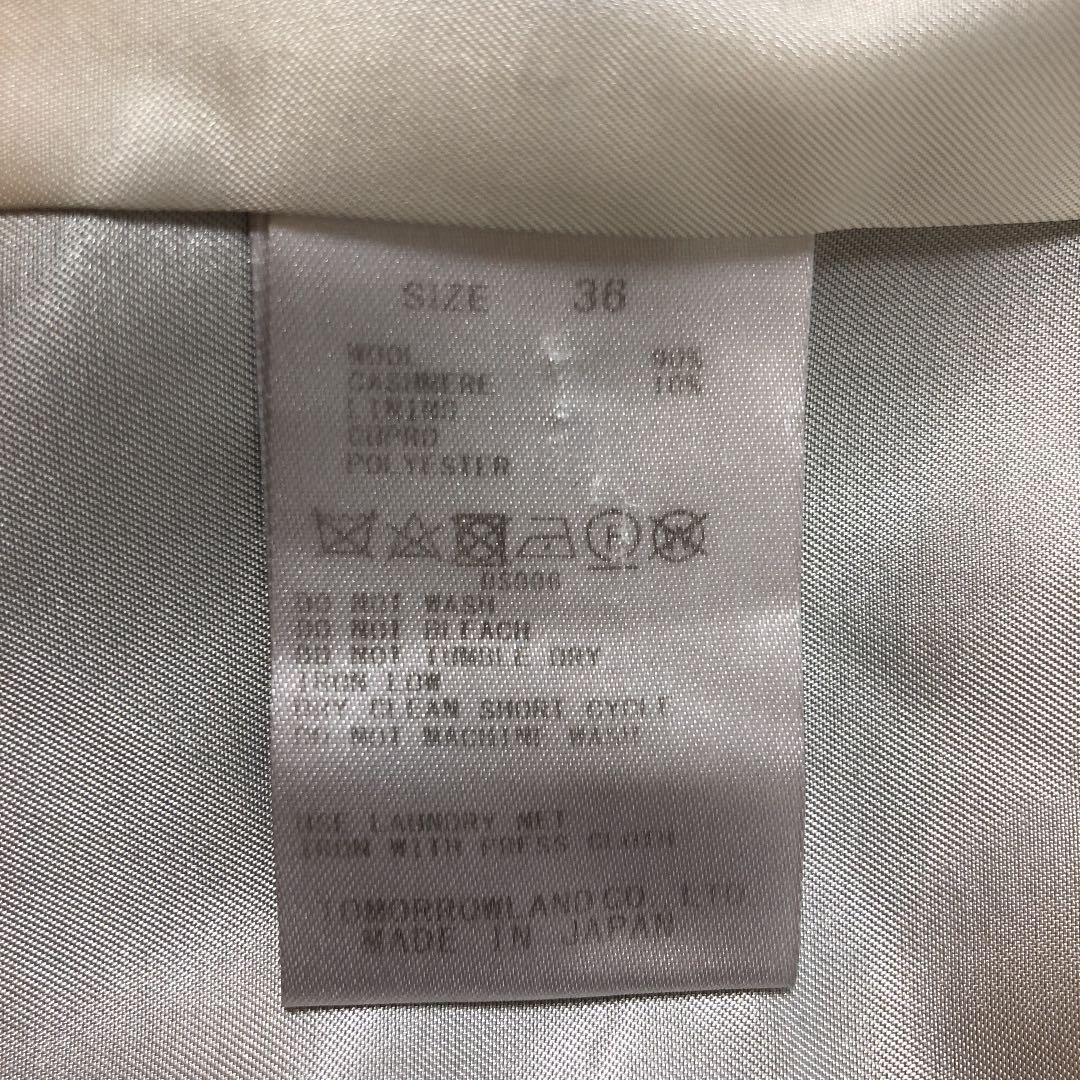 SIZE 36
WOOL 90%
CASHMERE 10%
LINING
CUPRO
POLYESTER
F
DS006
DO NOT WASH
DO NOT BLEACH
DO NOT TUMBLE DRY
IRON LOW
DRY CLEAN SHORT CYCLE
DO NOT MACHINE WASH
USE LAUNDRY NET
IRON WITH PRESS CLOTH
TOMORROWLAND CO., LTD
MADE IN JAPAN